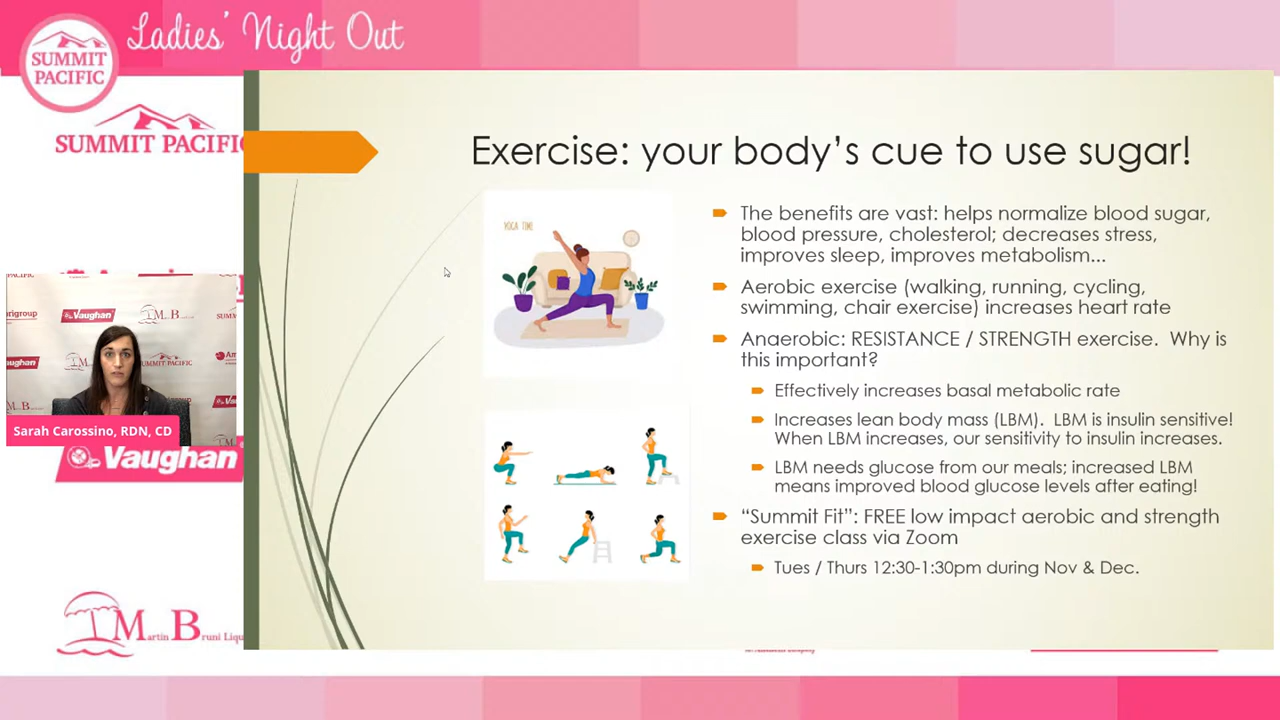 Ladies' Night Out
SUMMIT
PACIFIC
SUMMIT PACIFI
Exercise: your body's cue to use sugar!
YOGA TIME
The benefits are vast: helps normalize blood sugar,
blood pressure, cholesterol; decreases stress,
improves sleep, improves metabolism...
Aerobic exercise (walking, running, cycling,
swimming, chair exercise) increases heart rate
Anaerobic: RESISTANCE / STRENGTH exercise. Why is
this important?
Effectively increases basal metabolic rate
Increases lean body mass (LBM). LBM is insulin sensitive!
When LBM increases, our sensitivity to insulin increases.
LBM needs glucose from our meals; increased LBM
means improved blood glucose levels after eating!
"Summit Fit": FREE low impact aerobic and strength
exercise class via Zoom
Tues / Thurs 12:30-1:30pm during Nov & Dec.
Vaughan
SUMMIT PACIFIC
Sarah Carossino, RDN, CD
Vaughan
Martin Bruni Liqu